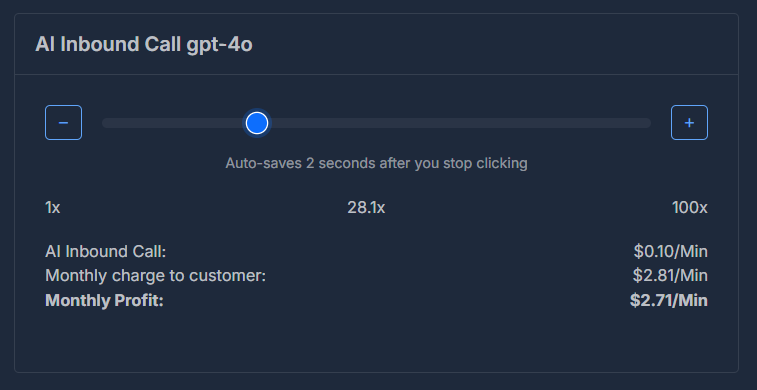 AI Inbound Call gpt-4o
−
+
Auto-saves 2 seconds after you stop clicking
1x 28.1x 100x
AI Inbound Call: $0.10/Min
Monthly charge to customer: $2.81/Min
Monthly Profit: $2.71/Min